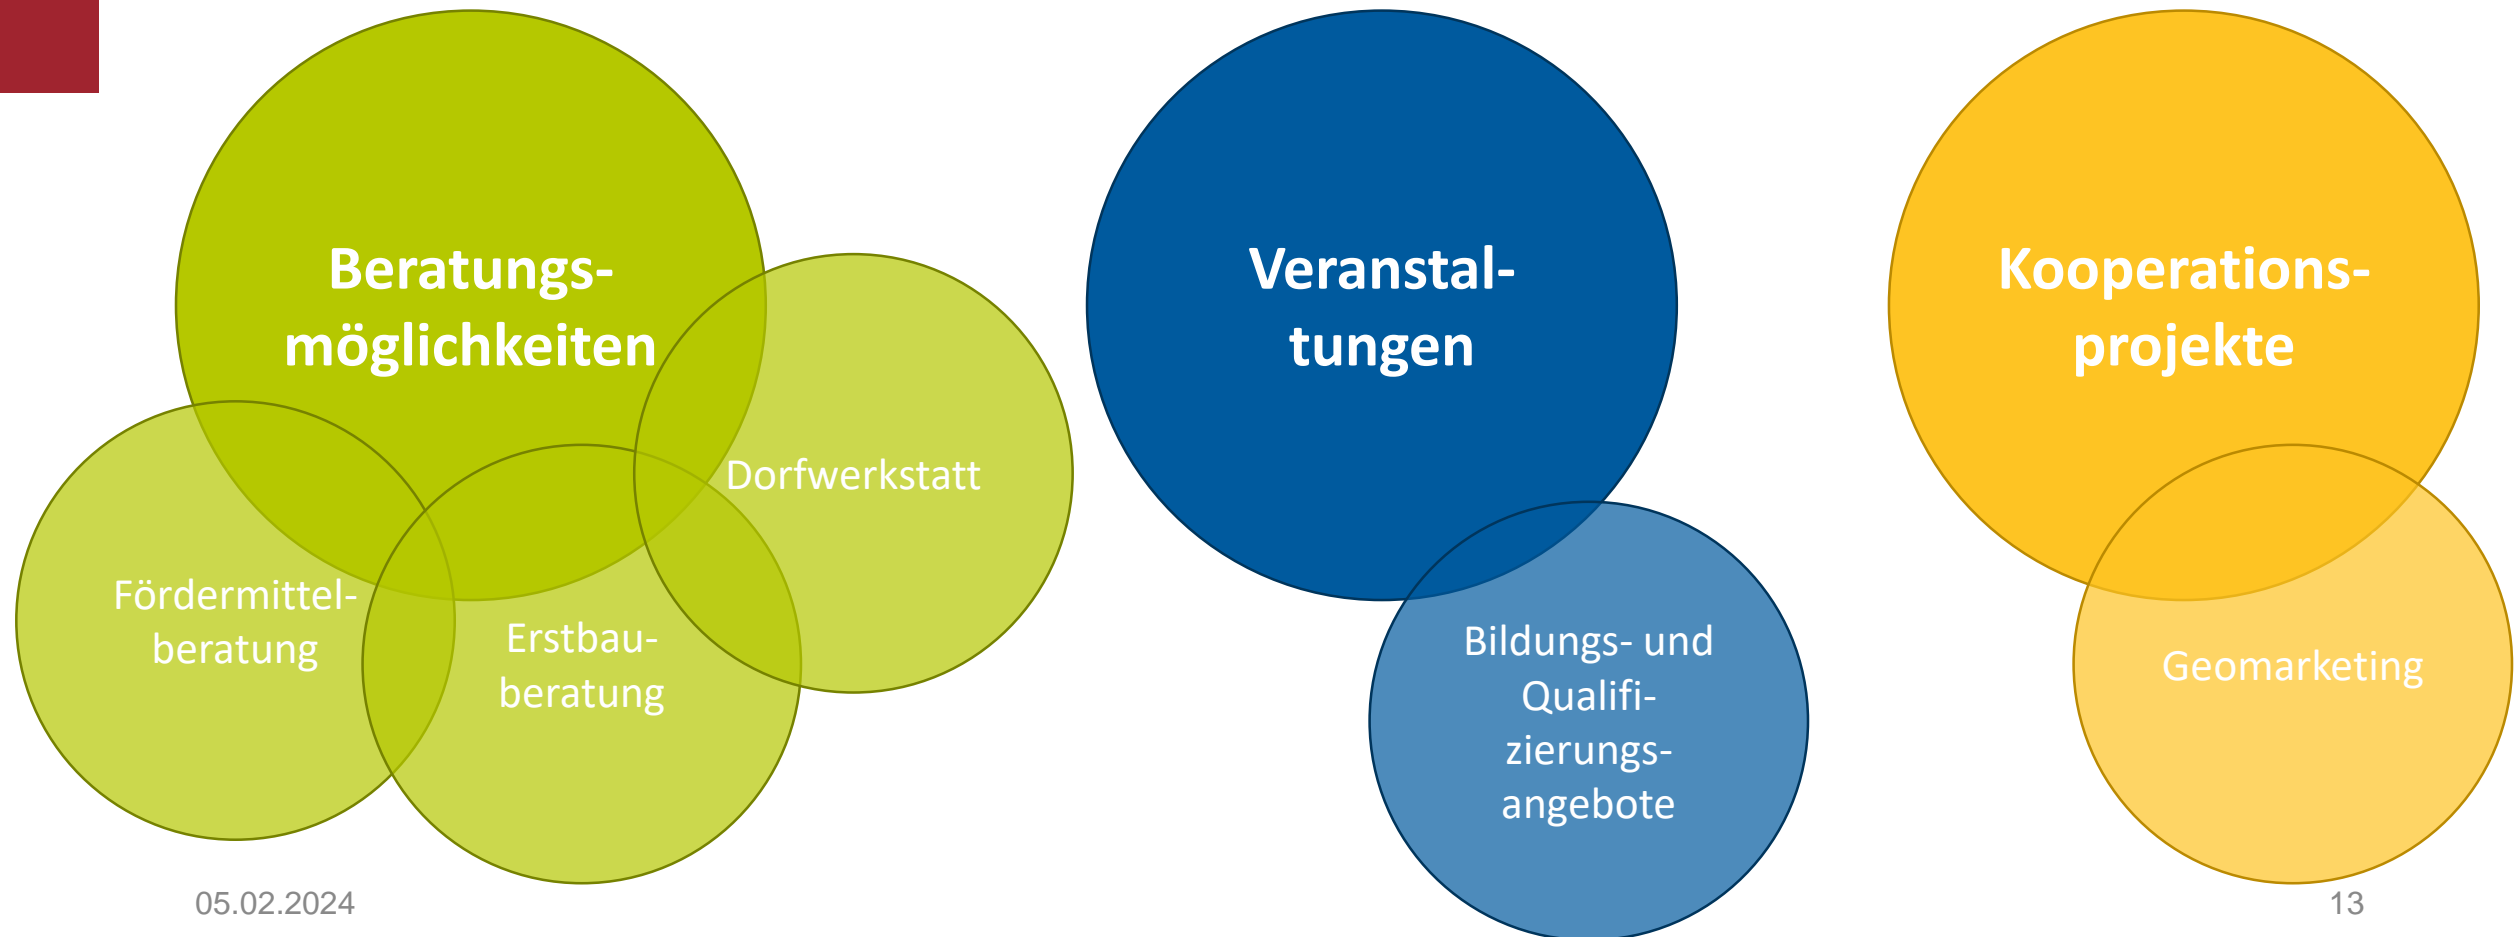 Beratungs-
möglichkeiten
Dorfwerkstatt
Fördermittel-
beratung
Erstbau-
beratung
Veranstal-
tungen
Bildungs- und
Qualifi-
zierungs-
angebote
Kooperations-
projekte
Geomarketing
05.02.2024
13